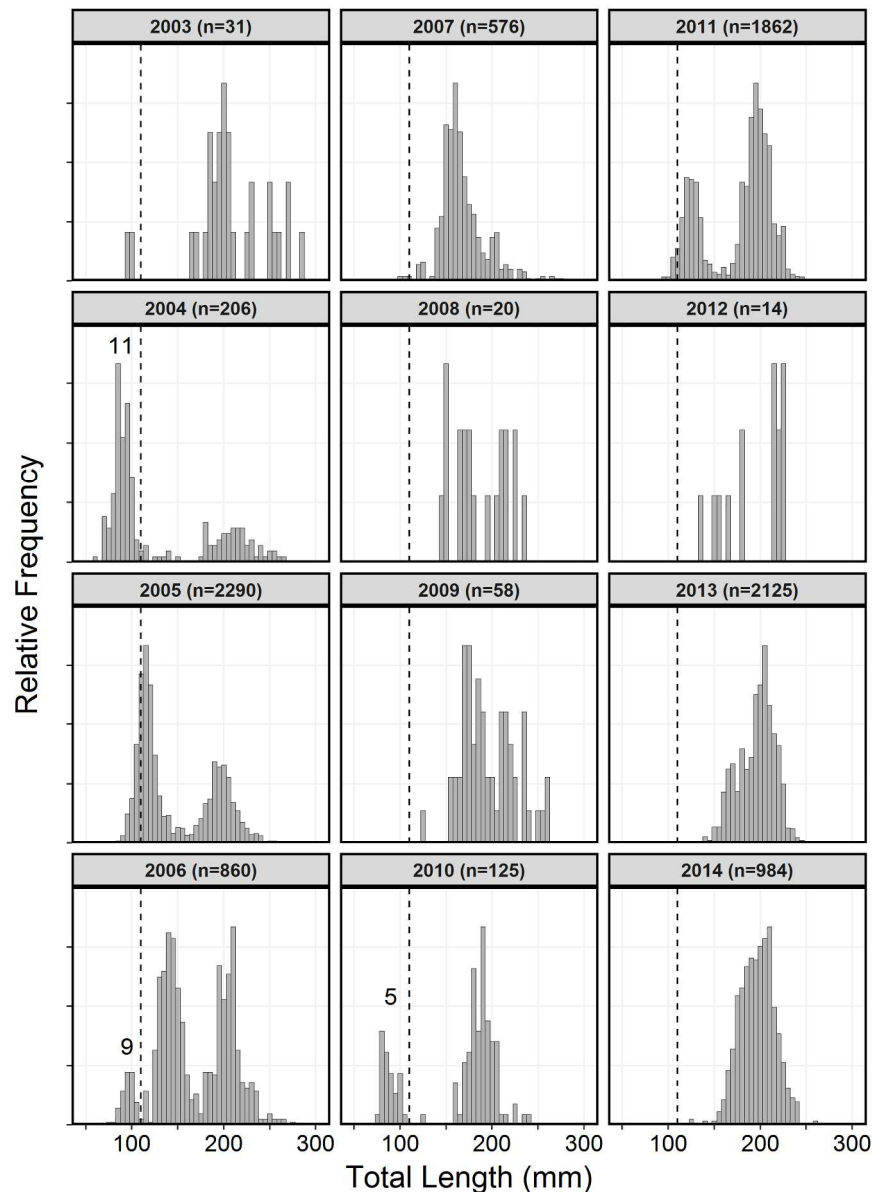 2003 (n=31)
2007 (n=576)
2011 (n=1862)
2004 (n=206)
2008 (n=20)
2012 (n=14)
11
2005 (n=2290)
2009 (n=58)
2013 (n=2125)
2006 (n=860)
2010 (n=125)
2014 (n=984)
9
5
100 200 300 100 200 300 100 200 300
Total Length (mm)
Relative Frequency